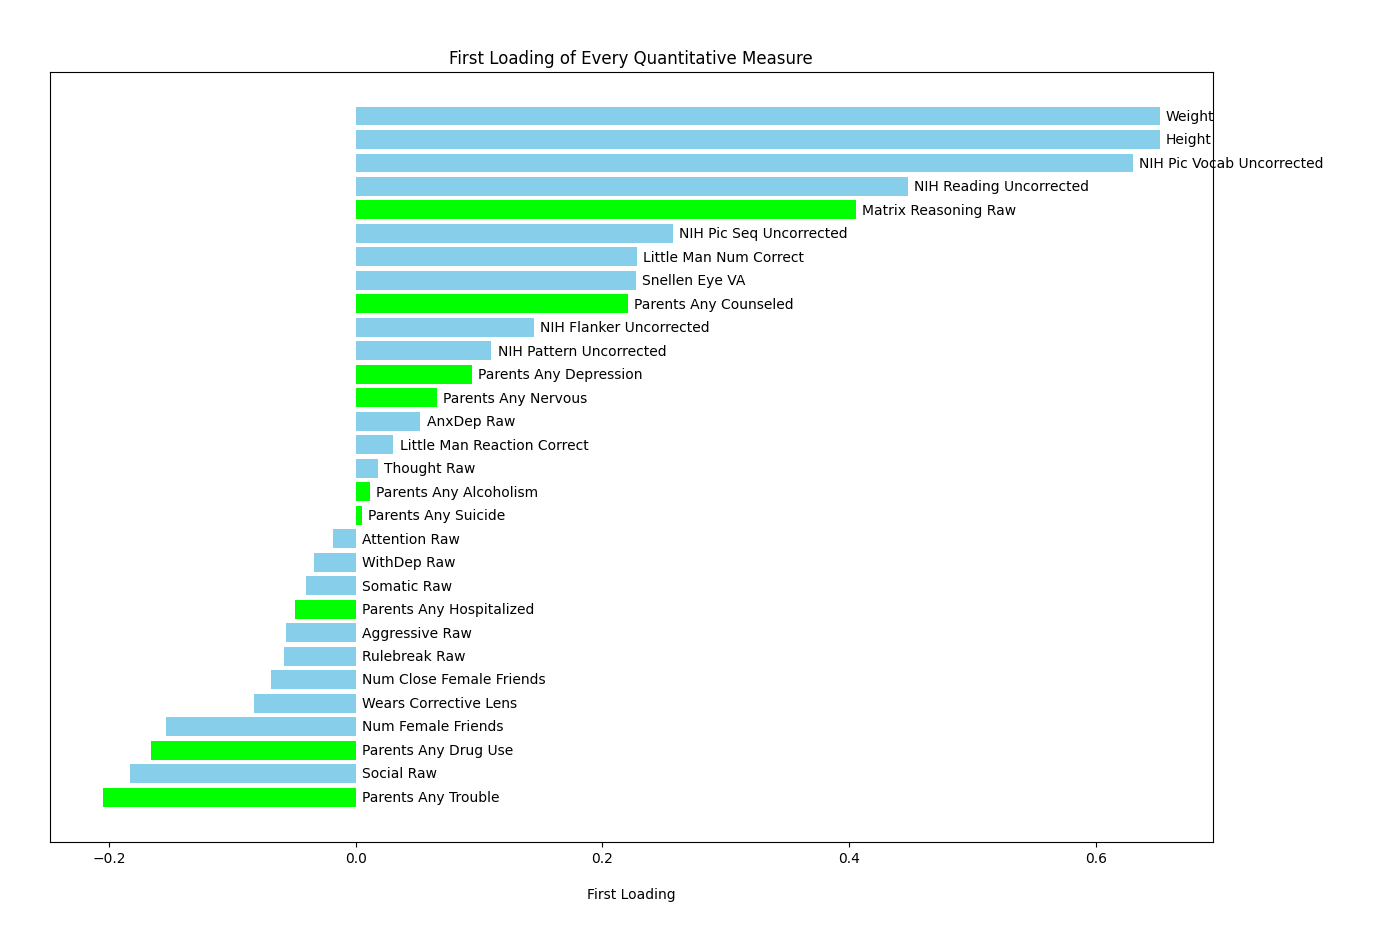 First Loading of Every Quantitative Measure
Weight
Height
NIH Pic Vocab Uncorrected
NIH Reading Uncorrected
Matrix Reasoning Raw
NIH Pic Seq Uncorrected
Little Man Num Correct
Snellen Eye VA
Parents Any Counseled
NIH Flanker Uncorrected
NIH Pattern Uncorrected
Parents Any Depression
Parents Any Nervous
AnxDep Raw
Little Man Reaction Correct
Thought Raw
Parents Any Alcoholism
Parents Any Suicide
Attention Raw
WithDep Raw
Somatic Raw
Parents Any Hospitalized
Aggressive Raw
Rulebreak Raw
Num Close Female Friends
Wears Corrective Lens
Num Female Friends
Parents Any Drug Use
Social Raw
Parents Any Trouble
−0.2 0.0 0.2 0.4 0.6
First Loading